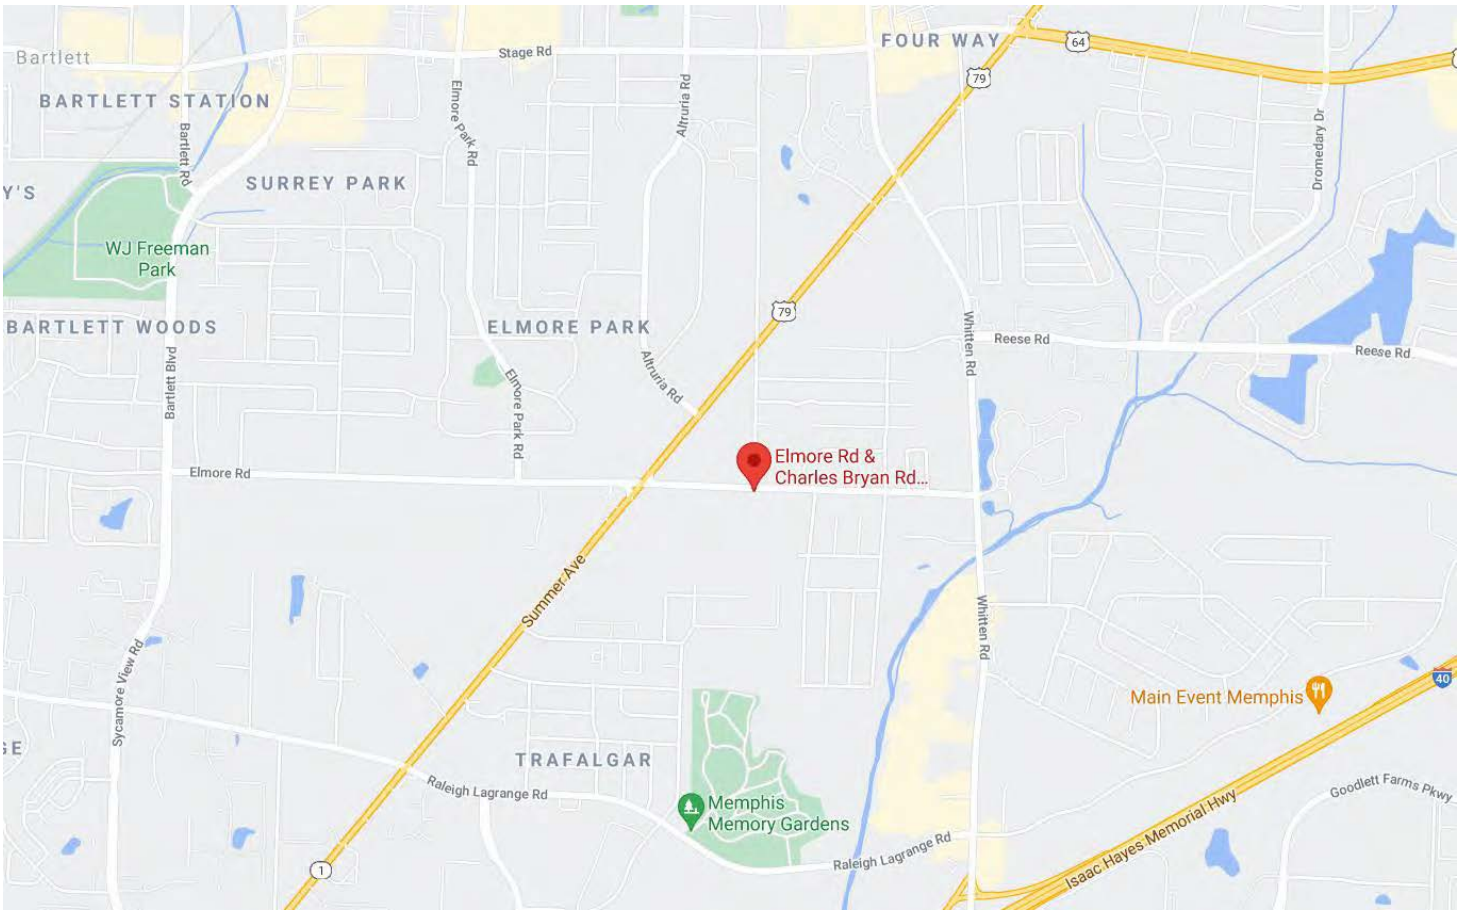 FOUR WAY
64
Stage Rd
Bartlett
79
BARTLETT STATION
Elmore Park Rd
Altruria Rd
Bartlett Rd
Dromedary Dr
SURREY PARK
Y'S
WJ Freeman
Park
79
BARTLETT WOODS
ELMORE PARK
Whitten Rd
Reese Rd
Reese Rd
Bartlett Blvd
Altruria Rd
Elmore Park Rd
Elmore Rd &
Charles Bryan Rd...
Elmore Rd
Summer Ave
Whitten Rd
Sycamore View Rd
40
Main Event Memphis
GE
TRAFALGAR
Raleigh Lagrange Rd
Goodlett Farms Pkwy
Memphis
Memory Gardens
Isaac Hayes Memorial Hwy
Raleigh Lagrange Rd
1